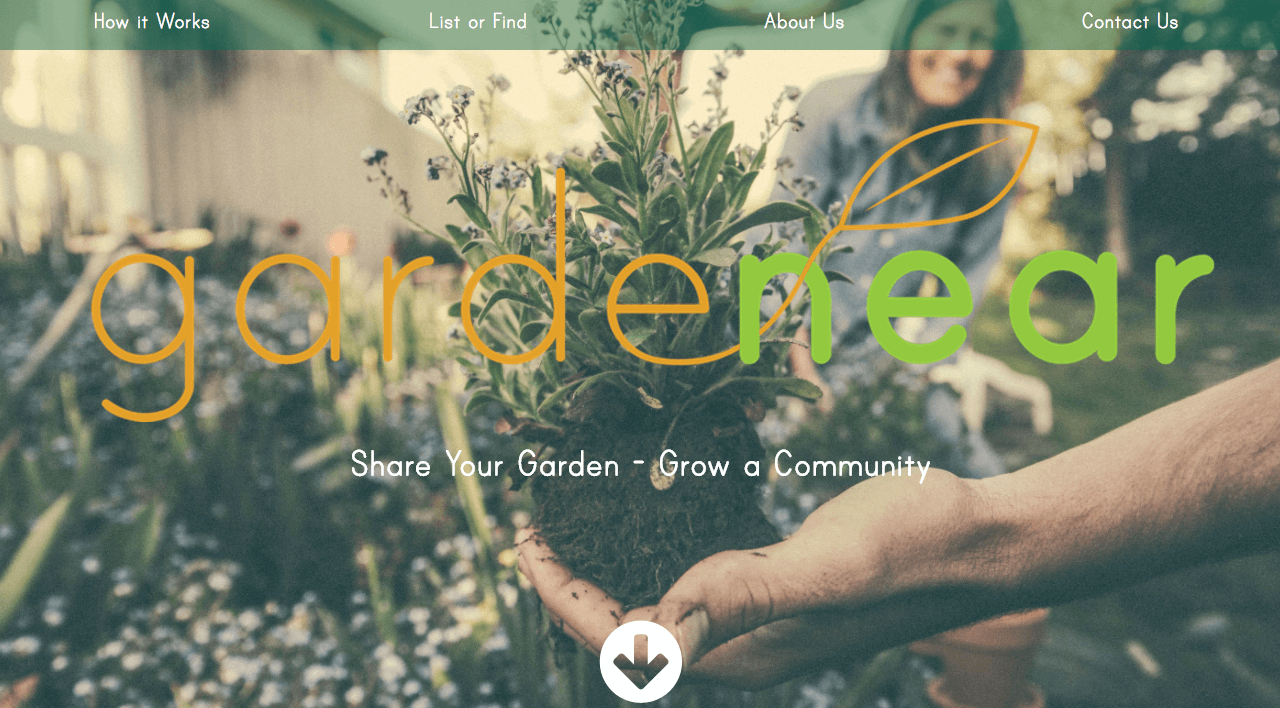 How it Works
List or Find
About Us
Contact Us
gardenear
Share Your Garden - Grow a Community